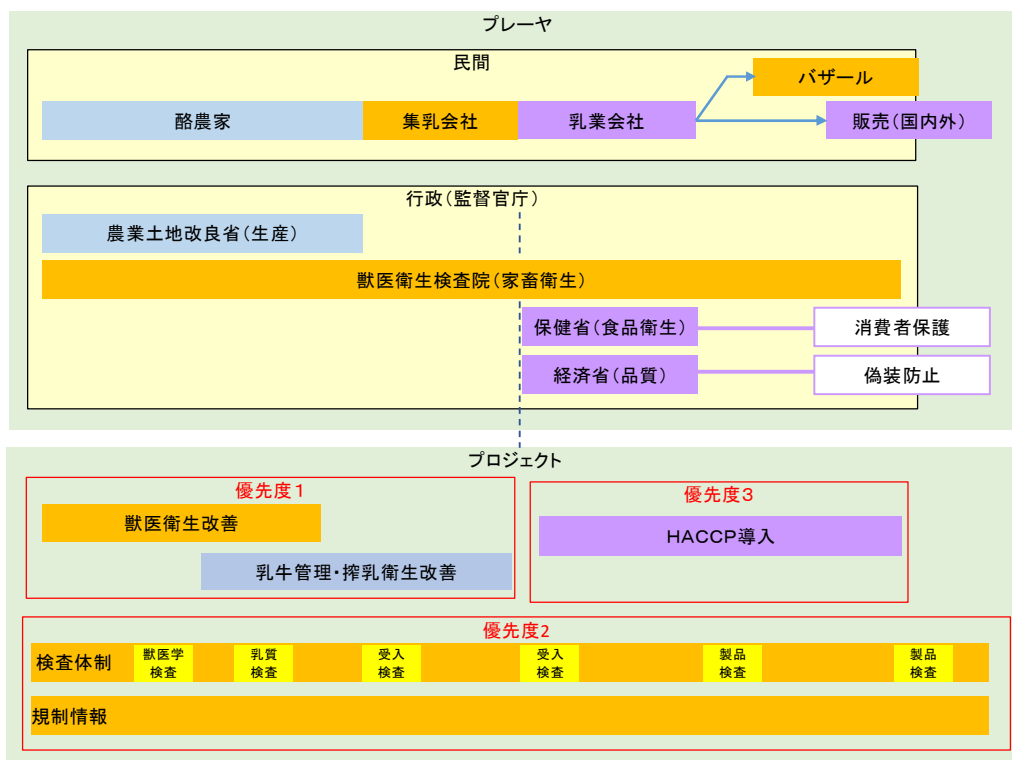 プレーヤ
民間
バザール
酪農家
集乳会社
乳業会社
販売(国内外)
行政(監督官庁)
農業土地改良省(生産)
獣医衛生検査院(家畜衛生)
保健省(食品衛生)
消費者保護
経済省(品質)
偽装防止
プロジェクト
優先度1
優先度3
獣医衛生改善
HACCP導入
乳牛管理・搾乳衛生改善
優先度2
検査体制
獣医学
検査
乳質
検査
受入
検査
受入
検査
製品
検査
製品
検査
規制情報